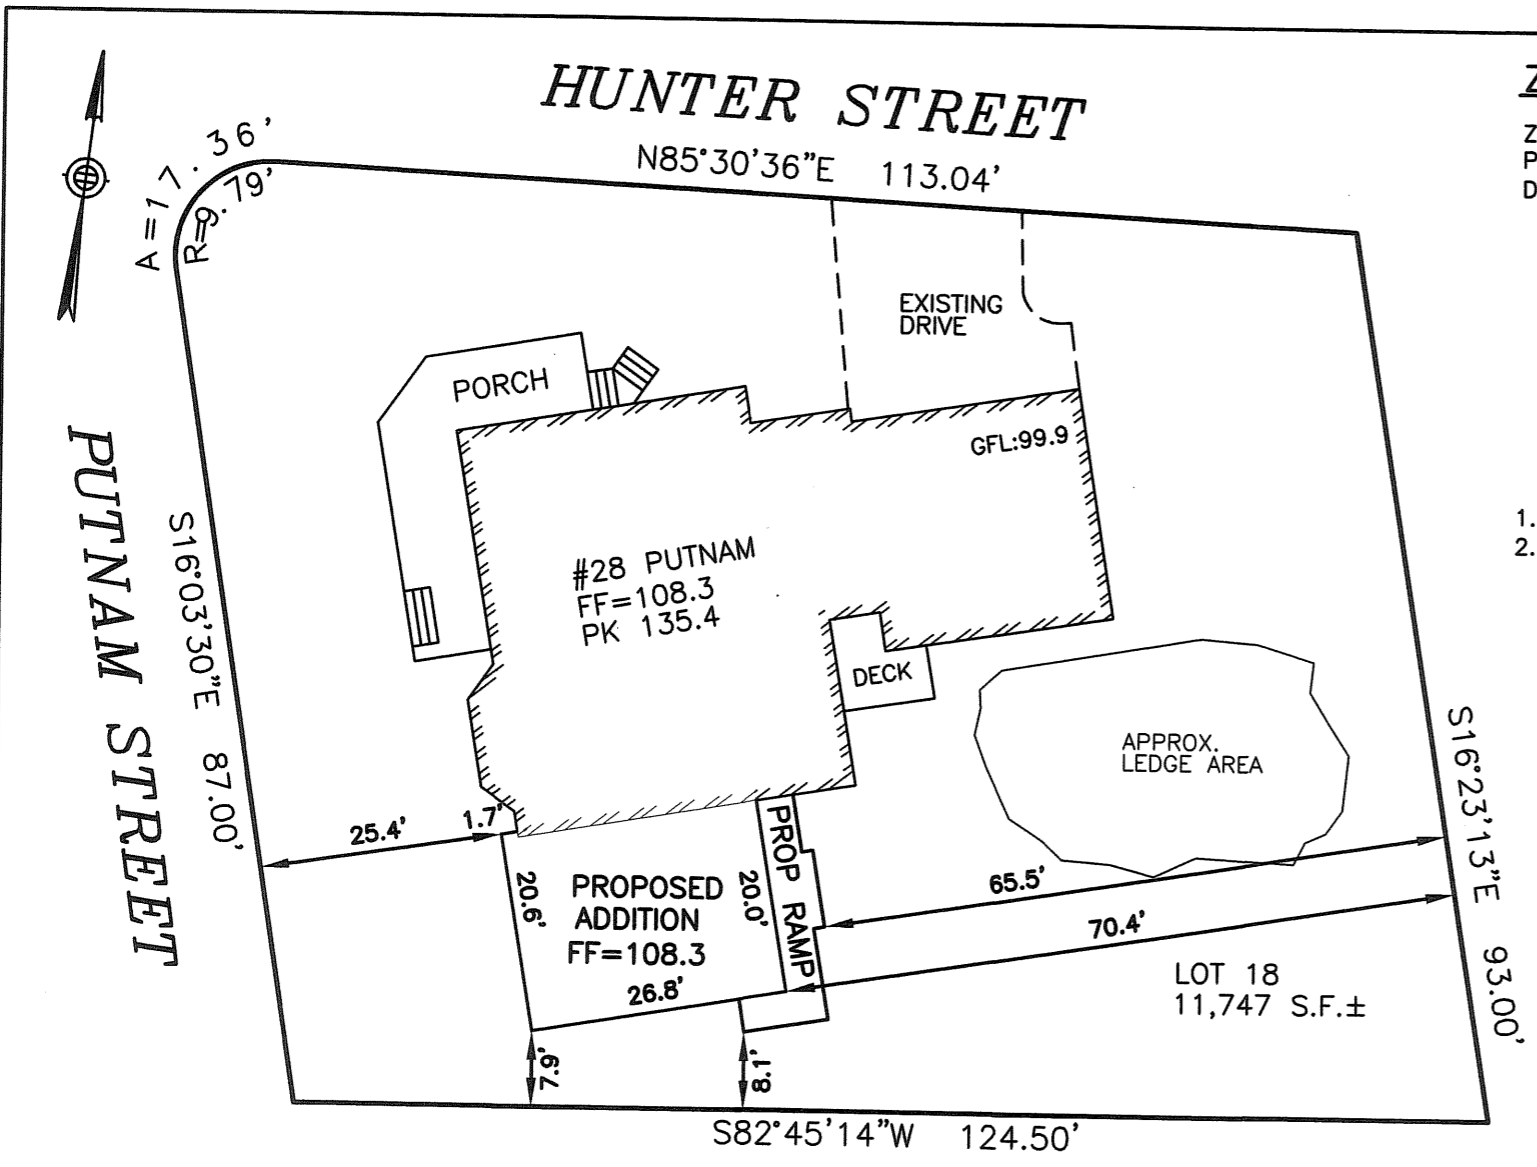 HUNTER STREET
N85°30'36"E 113.04'
A=17.36'
R=9.79'
Z
Z
P
D
EXISTING
DRIVE
PORCH
GFL:99.9
PUTNAM STREET
S16°03'30"E 87.00'
#28 PUTNAM
FF=108.3
PK 135.4
1.
2.
DECK
APPROX.
LEDGE AREA
S16°23'13"E 93.00'
25.4'
1.7'
20.6'
PROPOSED
ADDITION
FF=108.3
20.0'
PROP RAMP
26.8'
65.5'
70.4'
LOT 18
11,747 S.F.±
7.9'
8.1'
S82°45'14"W 124.50'